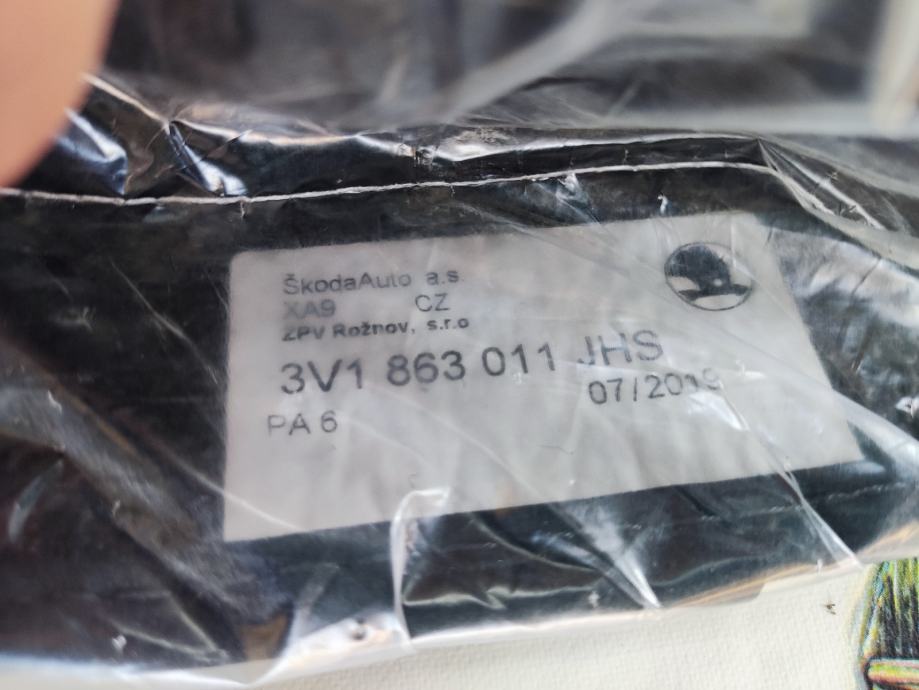 ŠkodaAuto a.s.
XA9 CZ
ZPV Rožnov, s.r.o
3V1 863 011 JHS
07/2019
PA 6